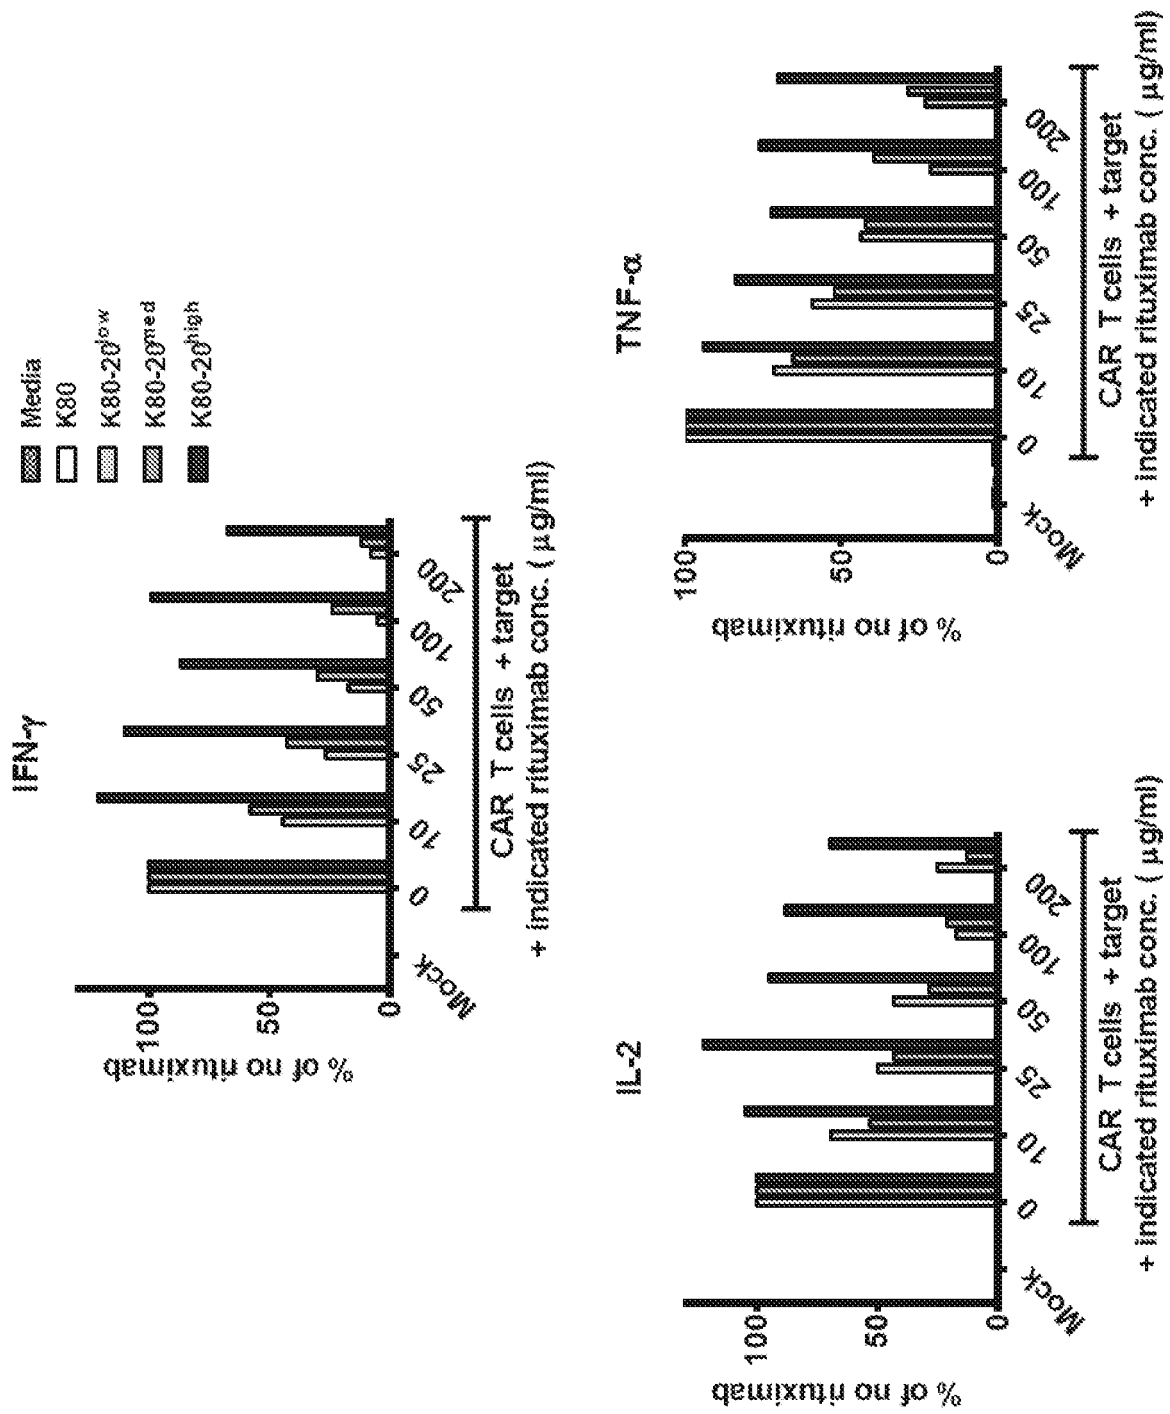 IFN-γ
% of no rituximab
100
50
0
Mock
0
10
25
50
100
200
CAR T cells + target
+ indicated rituximab conc. ( μg/ml)
Media
K80
K80-20low
K80-20med
K80-20high
IL-2
% of no rituximab
100
50
0
Mock
0
10
25
50
100
200
CAR T cells + target
+ indicated rituximab conc. ( μg/ml)
TNF-α
% of no rituximab
100
50
0
Mock
0
10
25
50
100
200
CAR T cells + target
+ indicated rituximab conc. ( μg/ml)